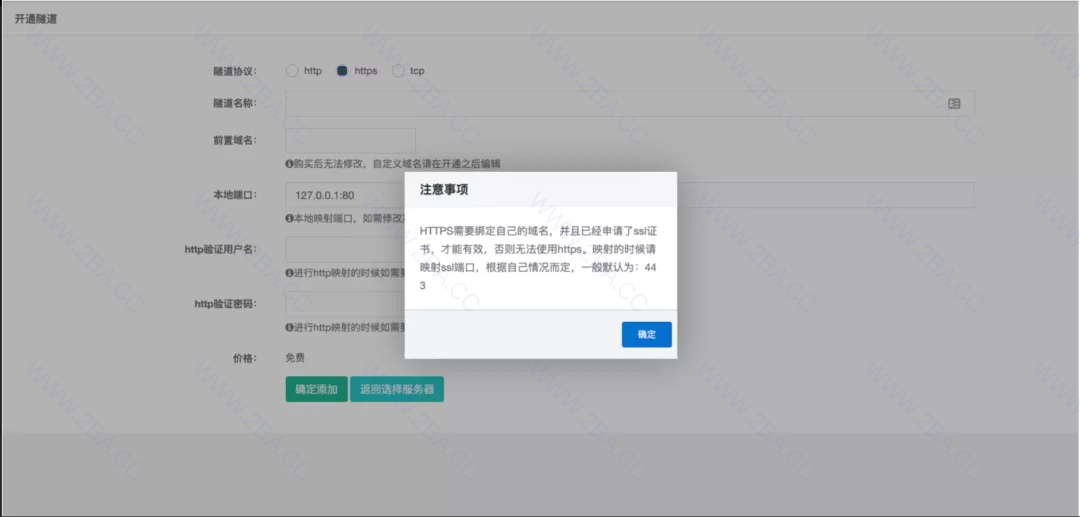 开通隧道
隧道协议： http https tcp
隧道名称：
前置域名：
购买后无法修改，自定义域名请在开通之后编辑
本地端口： 127.0.0.1:80
本地映射端口，如需修改
http验证用户名：
进行http映射的时候如需
http验证密码：
进行http映射的时候如需
价格： 免费
确定添加 返回选择服务器
注意事项
HTTPS需要绑定自己的域名，并且已经申请了ssl证
书，才能有效，否则无法使用https。映射的时候请
映射ssl端口，根据自己情况而定，一般默认为：44
3
确定
WWW.2BA.CC